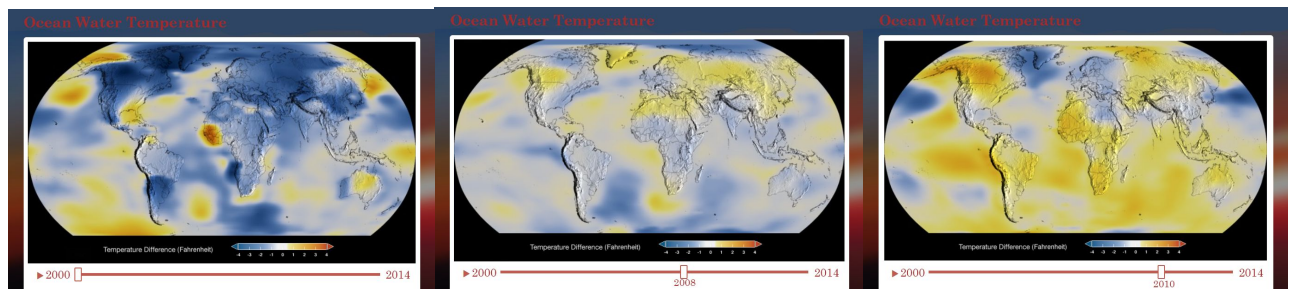 Ocean Water Temperature
Temperature Difference (Fahrenheit)
-4 -3 -2 -1 0 1 2 3 4
2000
2014
Ocean Water Temperature
Temperature Difference (Fahrenheit)
-4 -3 -2 -1 0 1 2 3 4
2000
2014
2008
Ocean Water Temperature
Temperature Difference (Fahrenheit)
-4 -3 -2 -1 0 1 2 3 4
2000
2014
2010